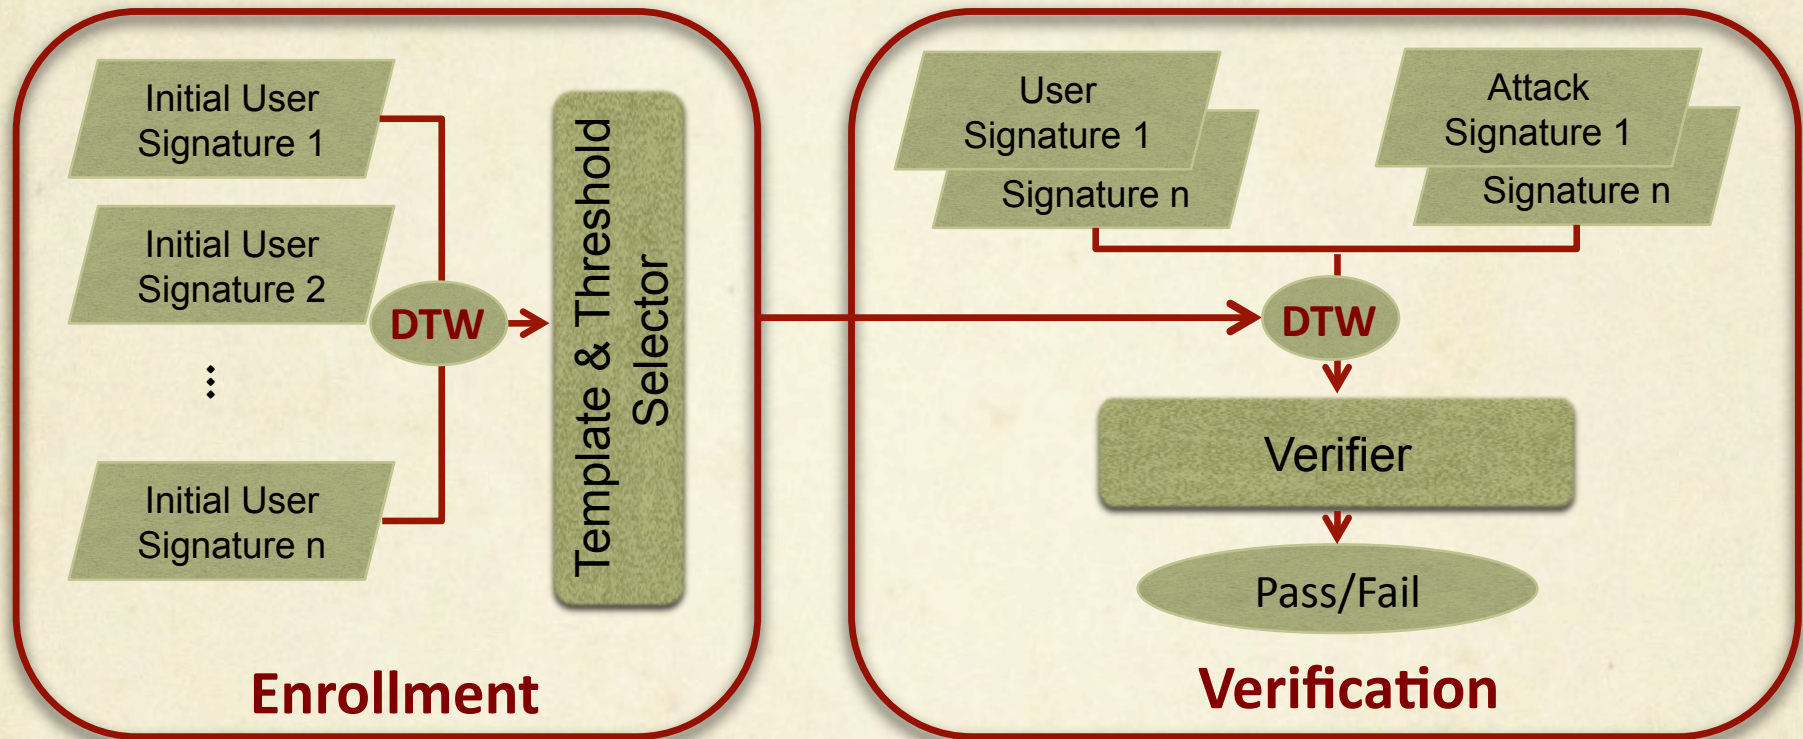 Initial User
Signature 1
Initial User
Signature 2
Initial User
Signature n
DTW
Template & Threshold
Selector
Enrollment
User
Signature 1
Signature n
Attack
Signature 1
Signature n
DTW
Verifier
Pass/Fail
Verification